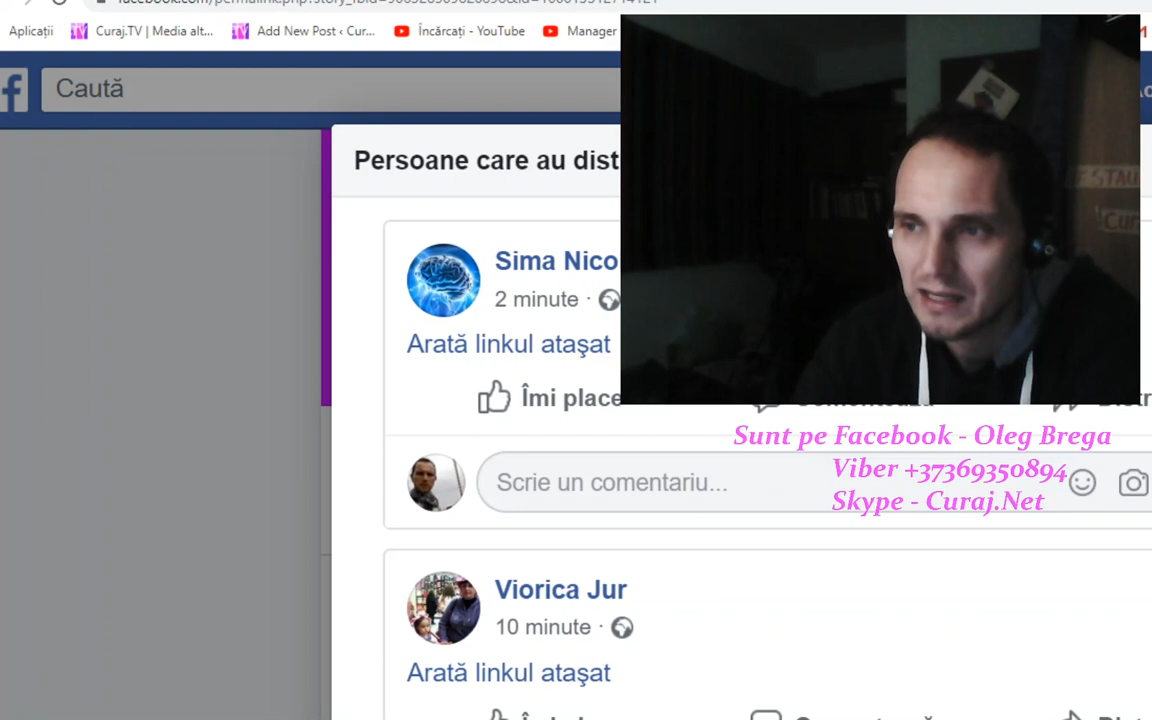 Aplicații
Curaj.TV | Media alt...
Add New Post ‹ Cur...
Încărcați - YouTube
Manager
Caută
Persoane care au dist
Sima Nico
2 minute ·
Arată linkul ataşat
Îmi place
Sunt pe Facebook - Oleg Brega
Viber +37369350894
Skype - Curaj.Net
Scrie un comentariu...
Viorica Jur
10 minute ·
Arată linkul ataşat